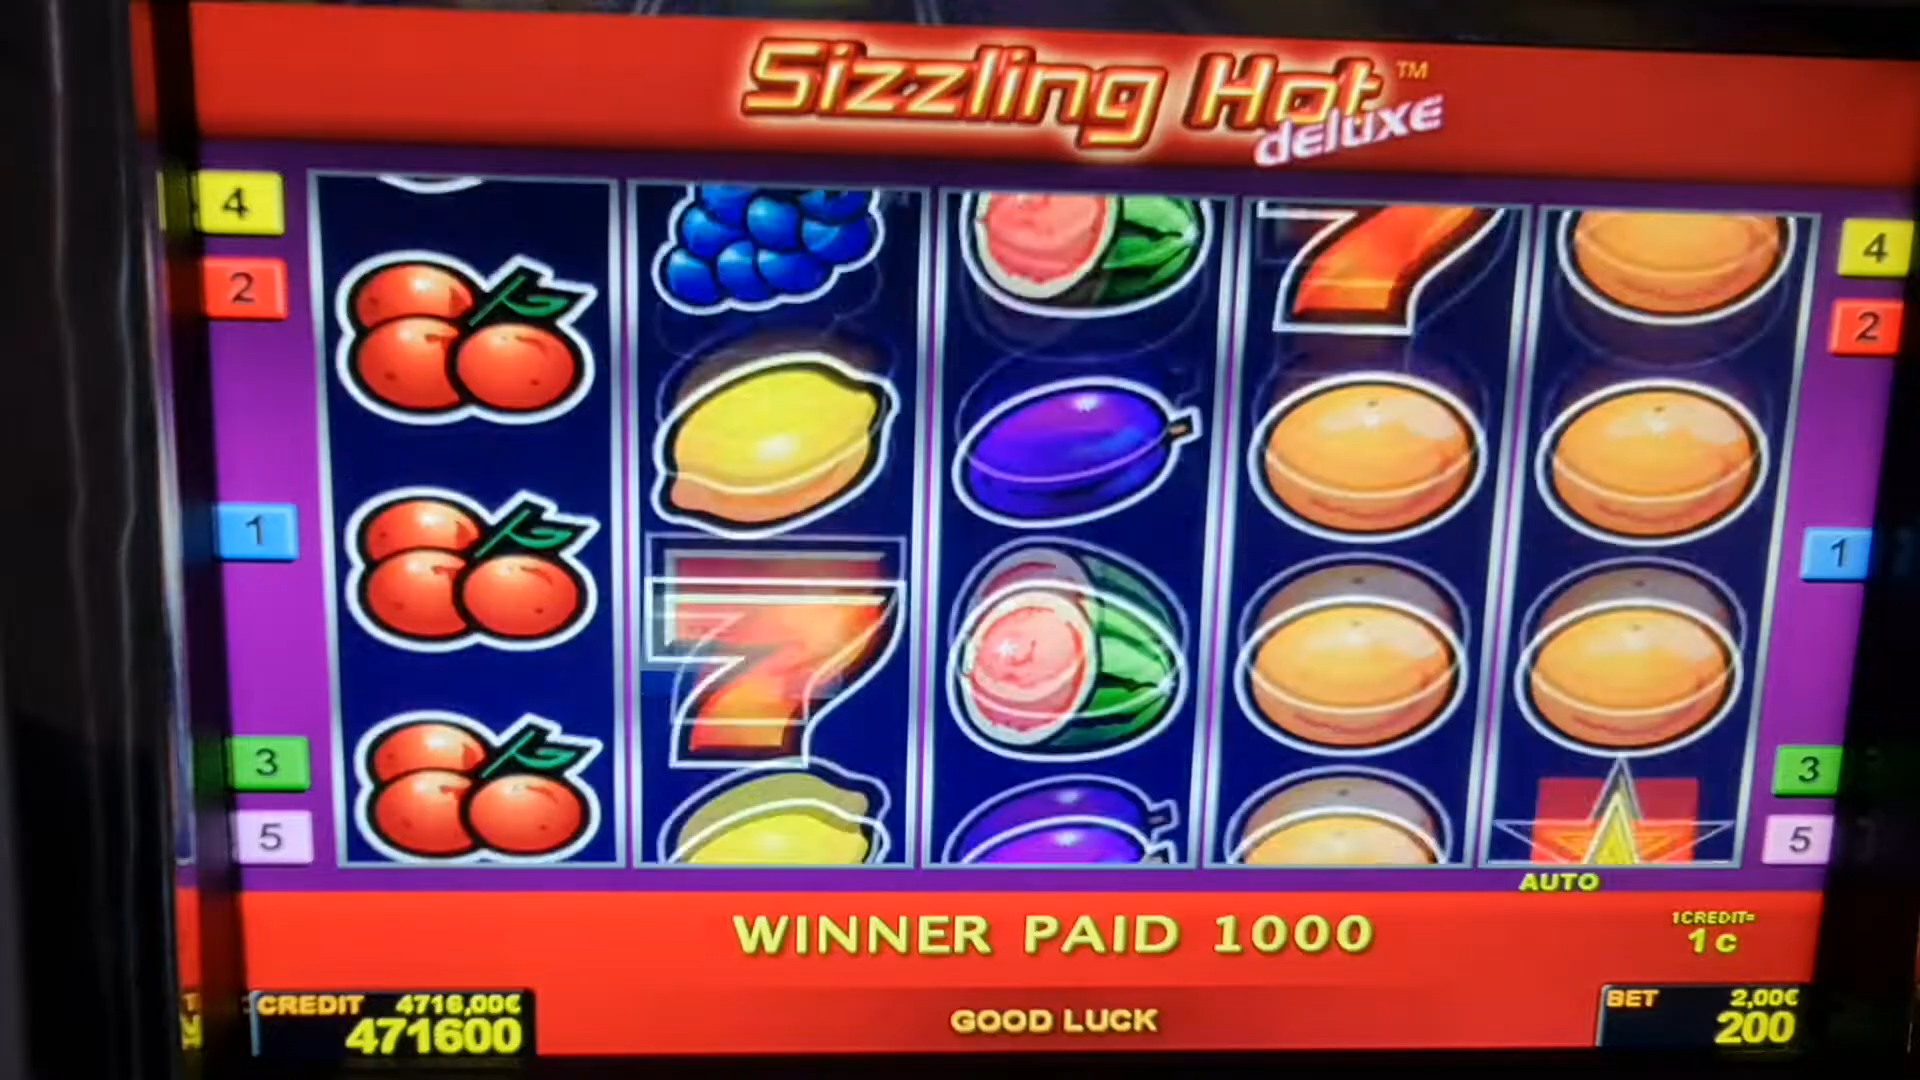 Sizzling Hot™
deluxe
4
4
2
2
1
1
3
3
5
5
AUTO
WINNER PAID 1000
1CREDIT=
1 c
CREDIT 4716,00€
471600
GOOD LUCK
BET 2,00€
200